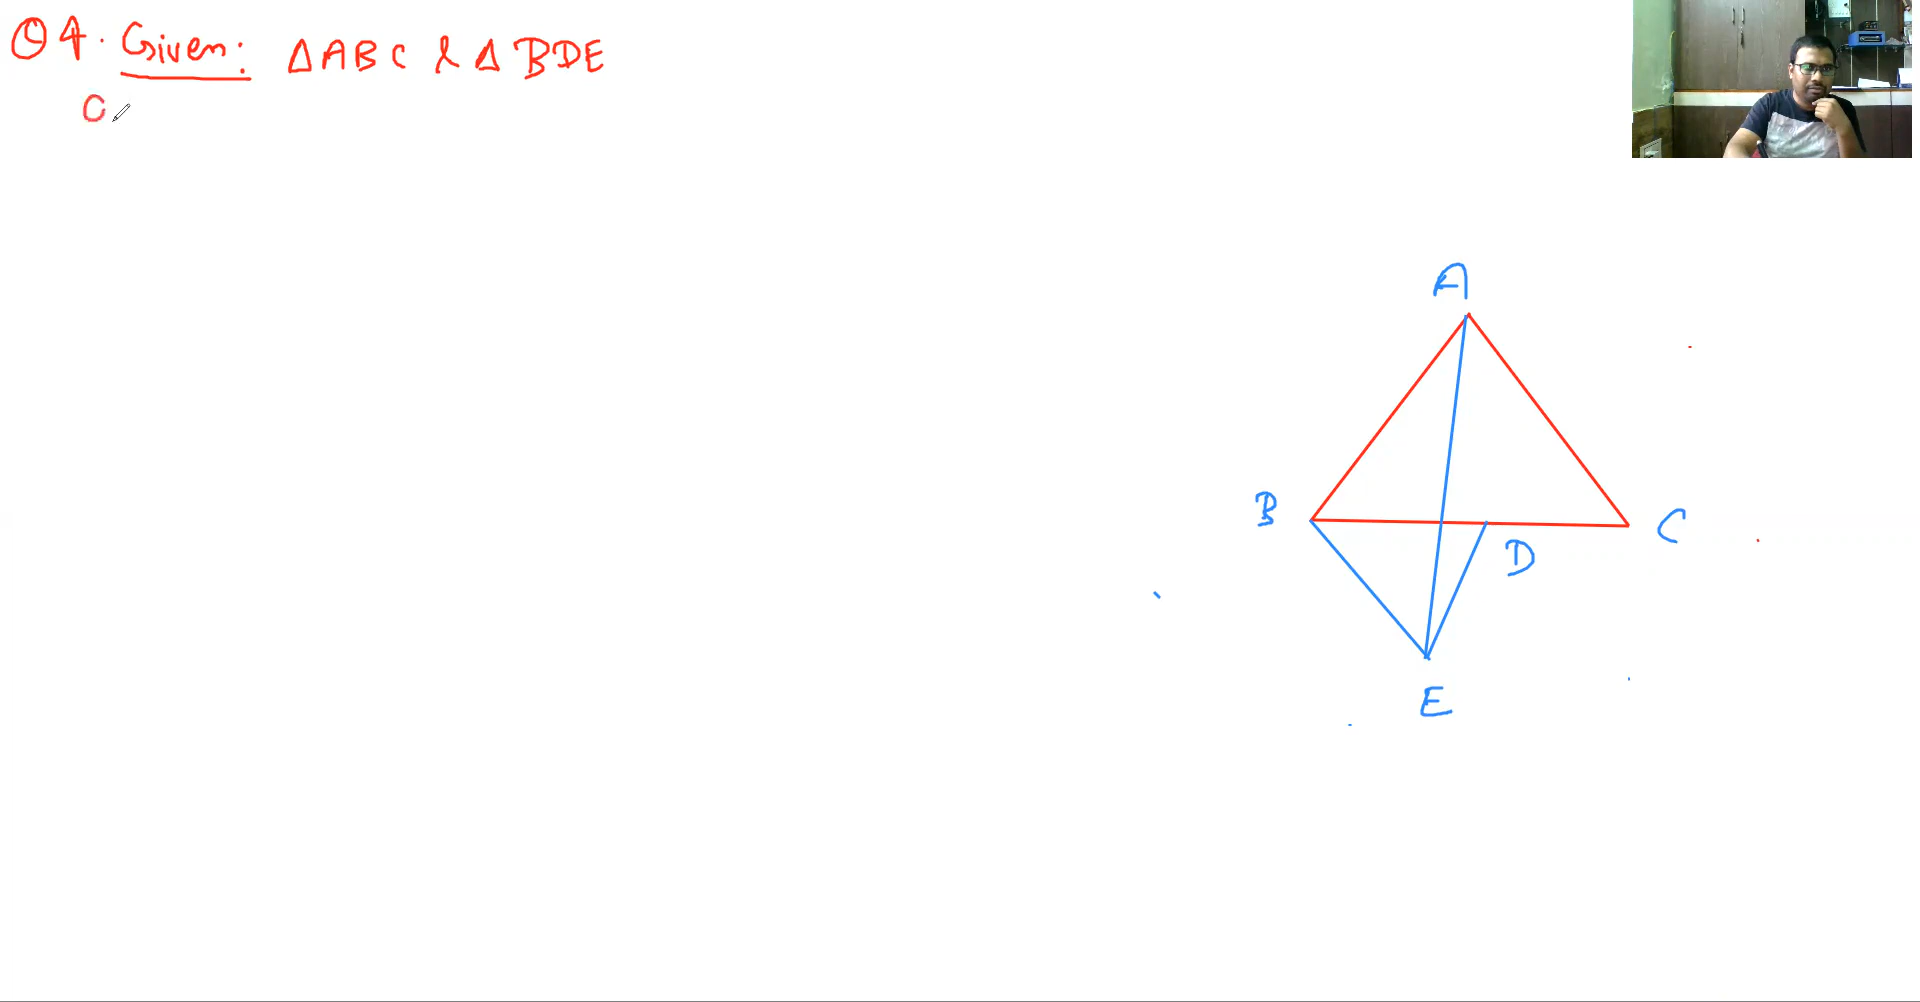 Q4. Given: ΔABC & ΔBDE
A
B
C
D
E